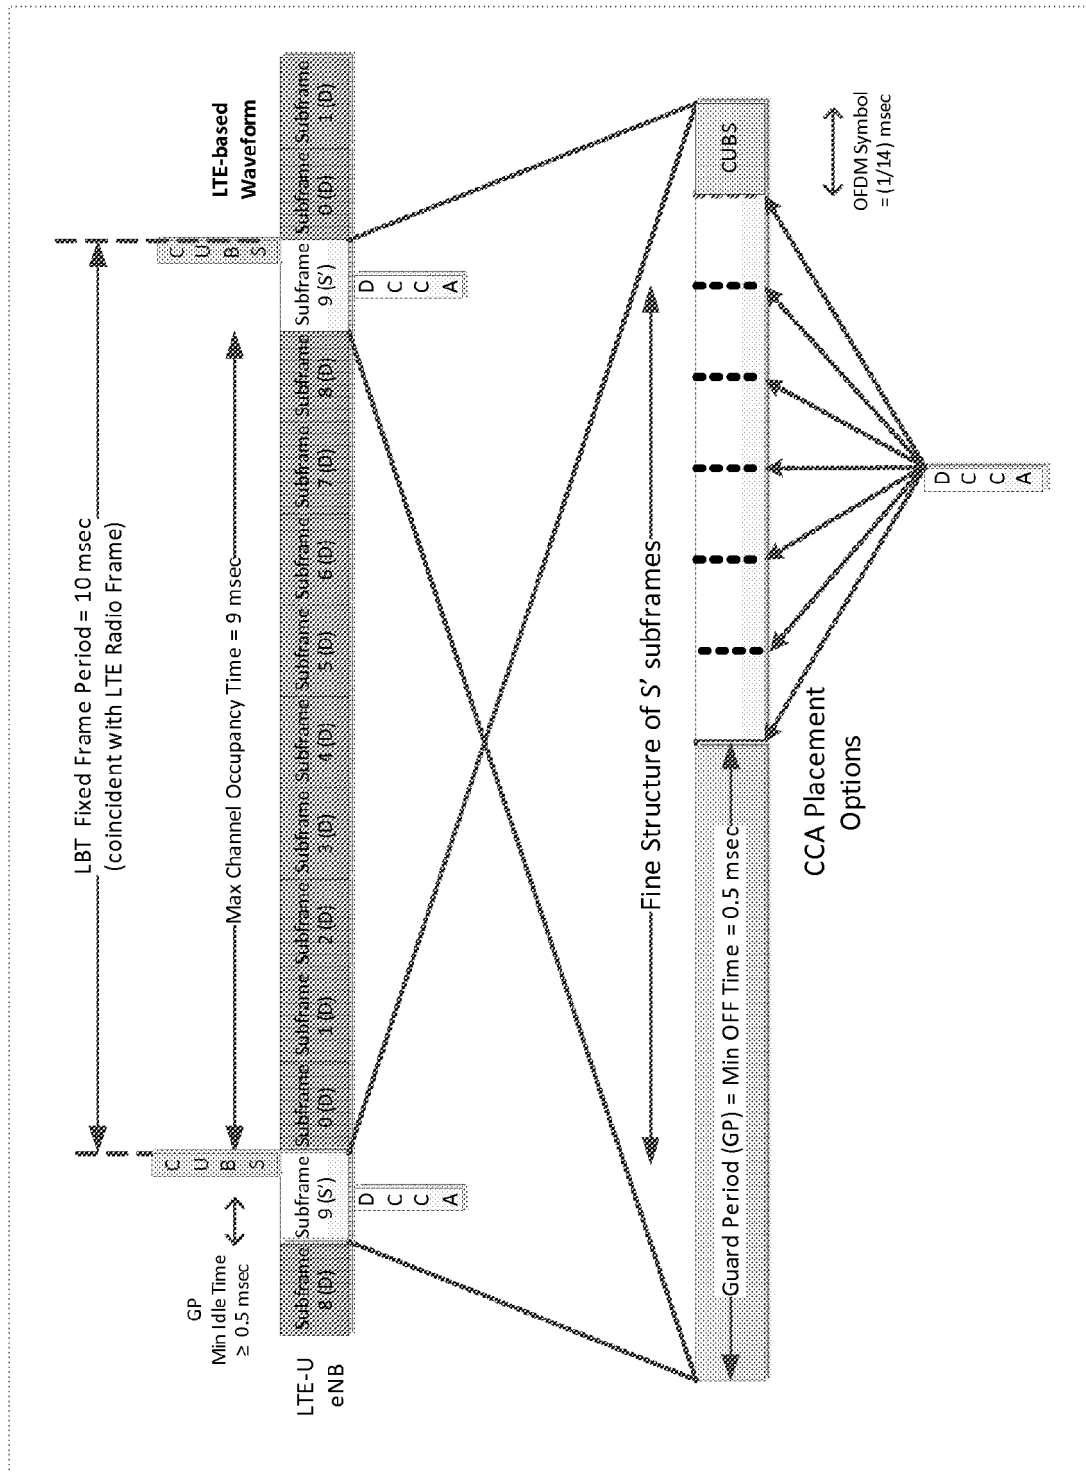 LBT Fixed Frame Period = 10 msec
(coincident with LTE Radio Frame)
GP
Min Idle Time
≥ 0.5 msec
Max Channel Occupancy Time = 9 msec
LTE-based
Waveform
C U B S
C U B S
LTE-U
eNB
Subframe 8 (D)
Subframe 9 (S')
Subframe 0 (D)
Subframe 1 (D)
Subframe 2 (D)
Subframe 3 (D)
Subframe 4 (D)
Subframe 5 (D)
Subframe 6 (D)
Subframe 7 (D)
Subframe 8 (D)
Subframe 9 (S')
Subframe 0 (D)
Subframe 1 (D)
D C C A
D C C A
Fine Structure of S' subframes
Guard Period (GP) = Min OFF Time = 0.5 msec
CUBS
CCA Placement
Options
OFDM Symbol
= (1/14) msec
D C C A